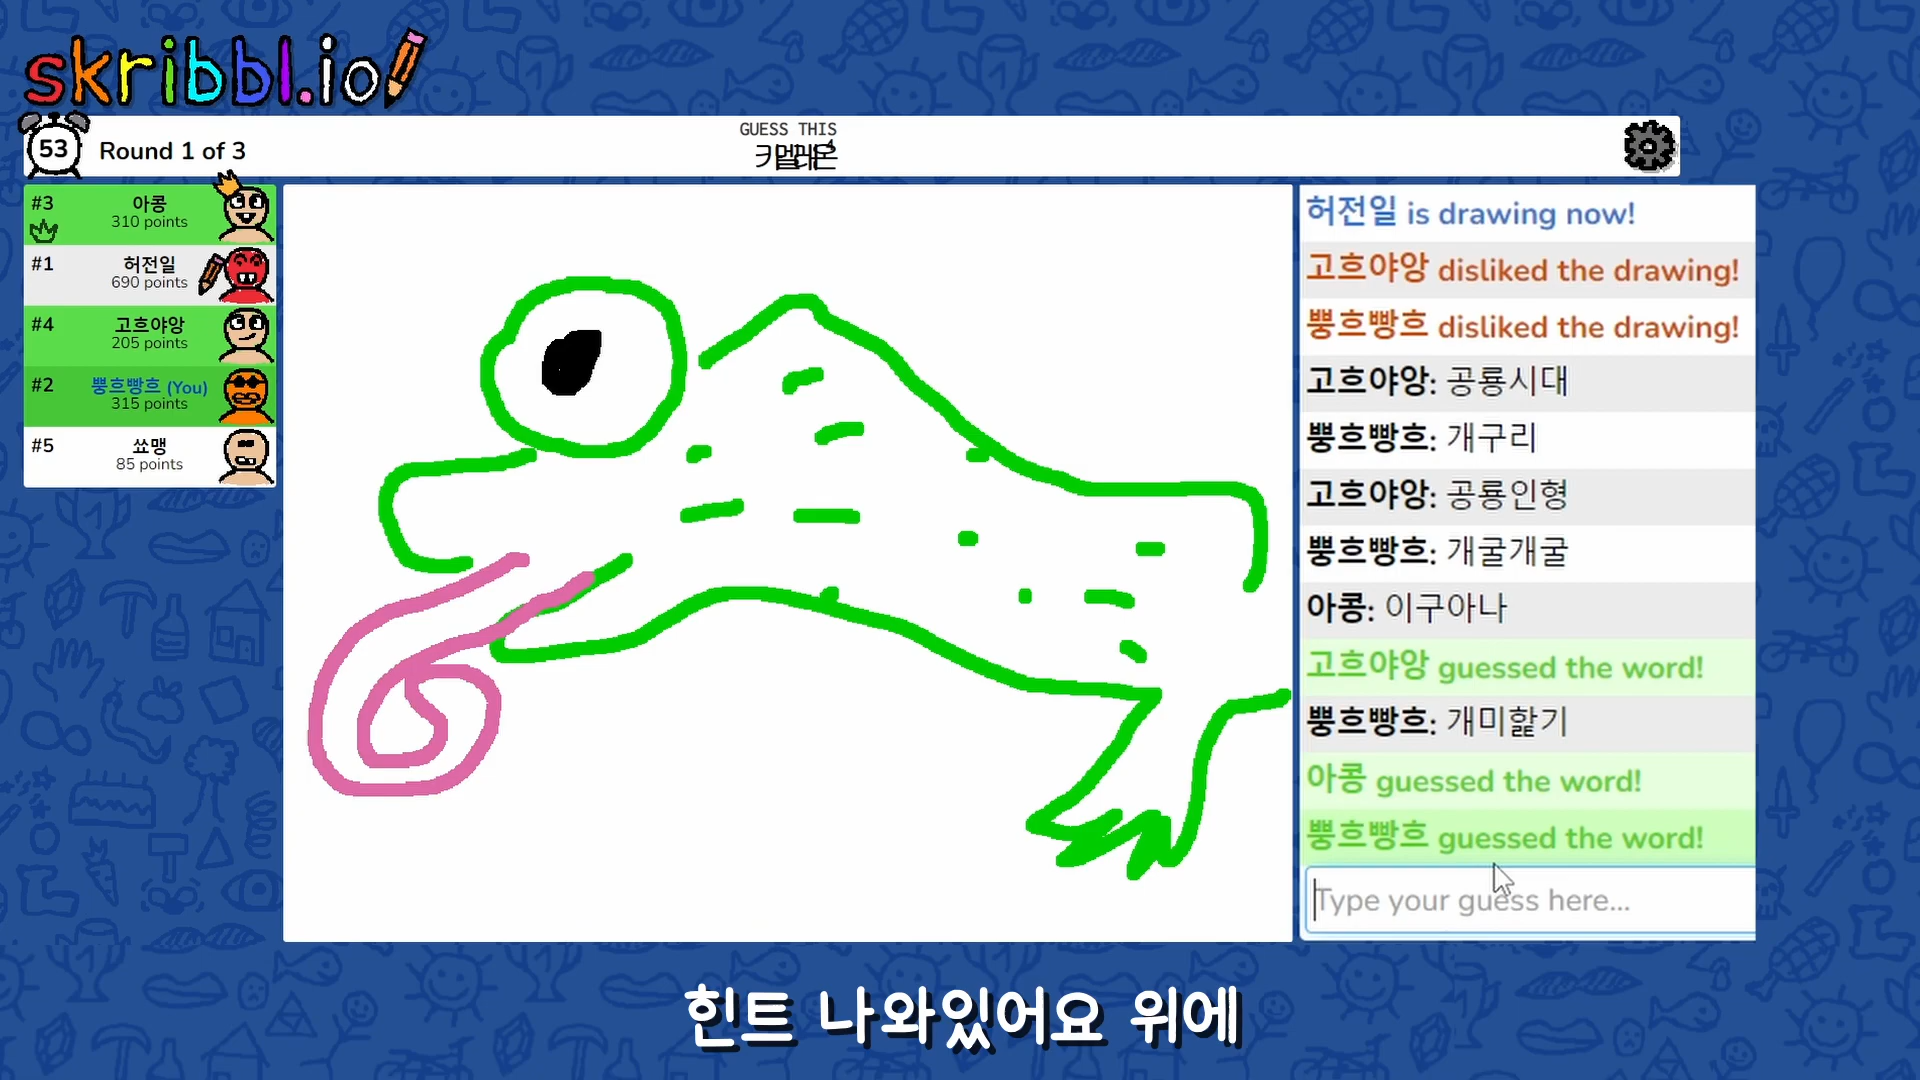 skribbl.io
53
Round 1 of 3
GUESS THIS
카멜레온
4
#3
아콩
310 points
#1
허전일
690 points
#4
고흐야앙
205 points
#2
뿡흐빵흐 (You)
315 points
#5
쑈맹
85 points
허전일 is drawing now!
고흐야앙 disliked the drawing!
뿡흐빵흐 disliked the drawing!
고흐야앙: 공룡시대
뿡흐빵흐: 개구리
고흐야앙: 공룡인형
뿡흐빵흐: 개굴개굴
아콩: 이구아나
고흐야앙 guessed the word!
뿡흐빵흐: 개미핥기
아콩 guessed the word!
뿡흐빵흐 guessed the word!
Type your guess here...
힌트 나와있어요 위에